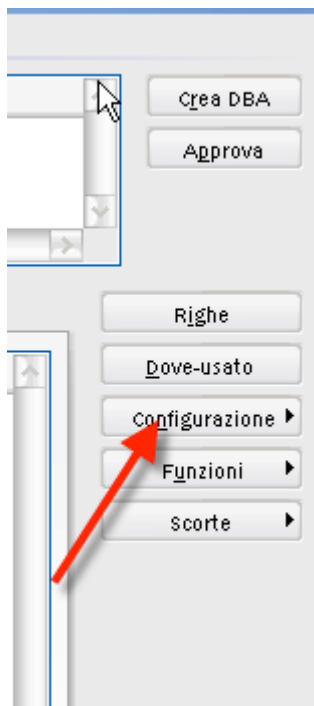 Crea DBA
Approva
Righe
Dove-usato
Configurazione
Funzioni
Scorte